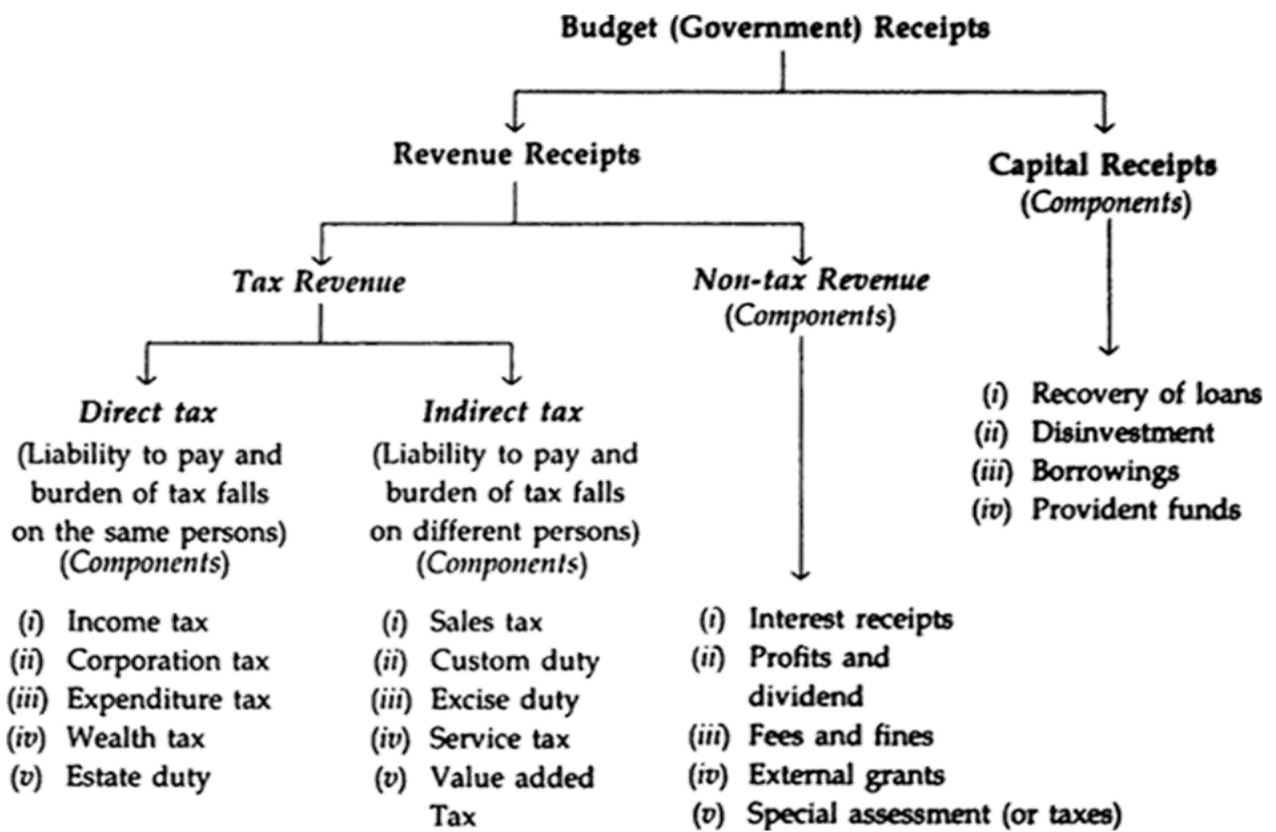 Budget (Government) Receipts
Revenue Receipts
Capital Receipts
(Components)
Tax Revenue
Non-tax Revenue
(Components)
Direct tax
(Liability to pay and
burden of tax falls
on the same persons)
(Components)
(i) Income tax
(ii) Corporation tax
(iii) Expenditure tax
(iv) Wealth tax
(v) Estate duty
Indirect tax
(Liability to pay and
burden of tax falls
on different persons)
(Components)
(i) Sales tax
(ii) Custom duty
(iii) Excise duty
(iv) Service tax
(v) Value added
Tax
(i) Interest receipts
(ii) Profits and
dividend
(iii) Fees and fines
(iv) External grants
(v) Special assessment (or taxes)
(i) Recovery of loans
(ii) Disinvestment
(iii) Borrowings
(iv) Provident funds